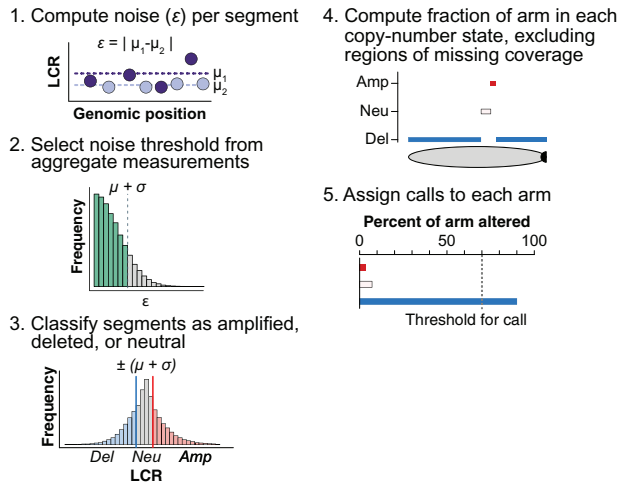 1. Compute noise (ε) per segment
ε = | μ1-μ2 |
LCR
μ1
μ2
Genomic position
2. Select noise threshold from
aggregate measurements
μ + σ
Frequency
ε
3. Classify segments as amplified,
deleted, or neutral
± (μ + σ)
Frequency
Del Neu Amp
LCR
4. Compute fraction of arm in each
copy-number state, excluding
regions of missing coverage
Amp
Neu
Del
5. Assign calls to each arm
Percent of arm altered
0 50 100
Threshold for call